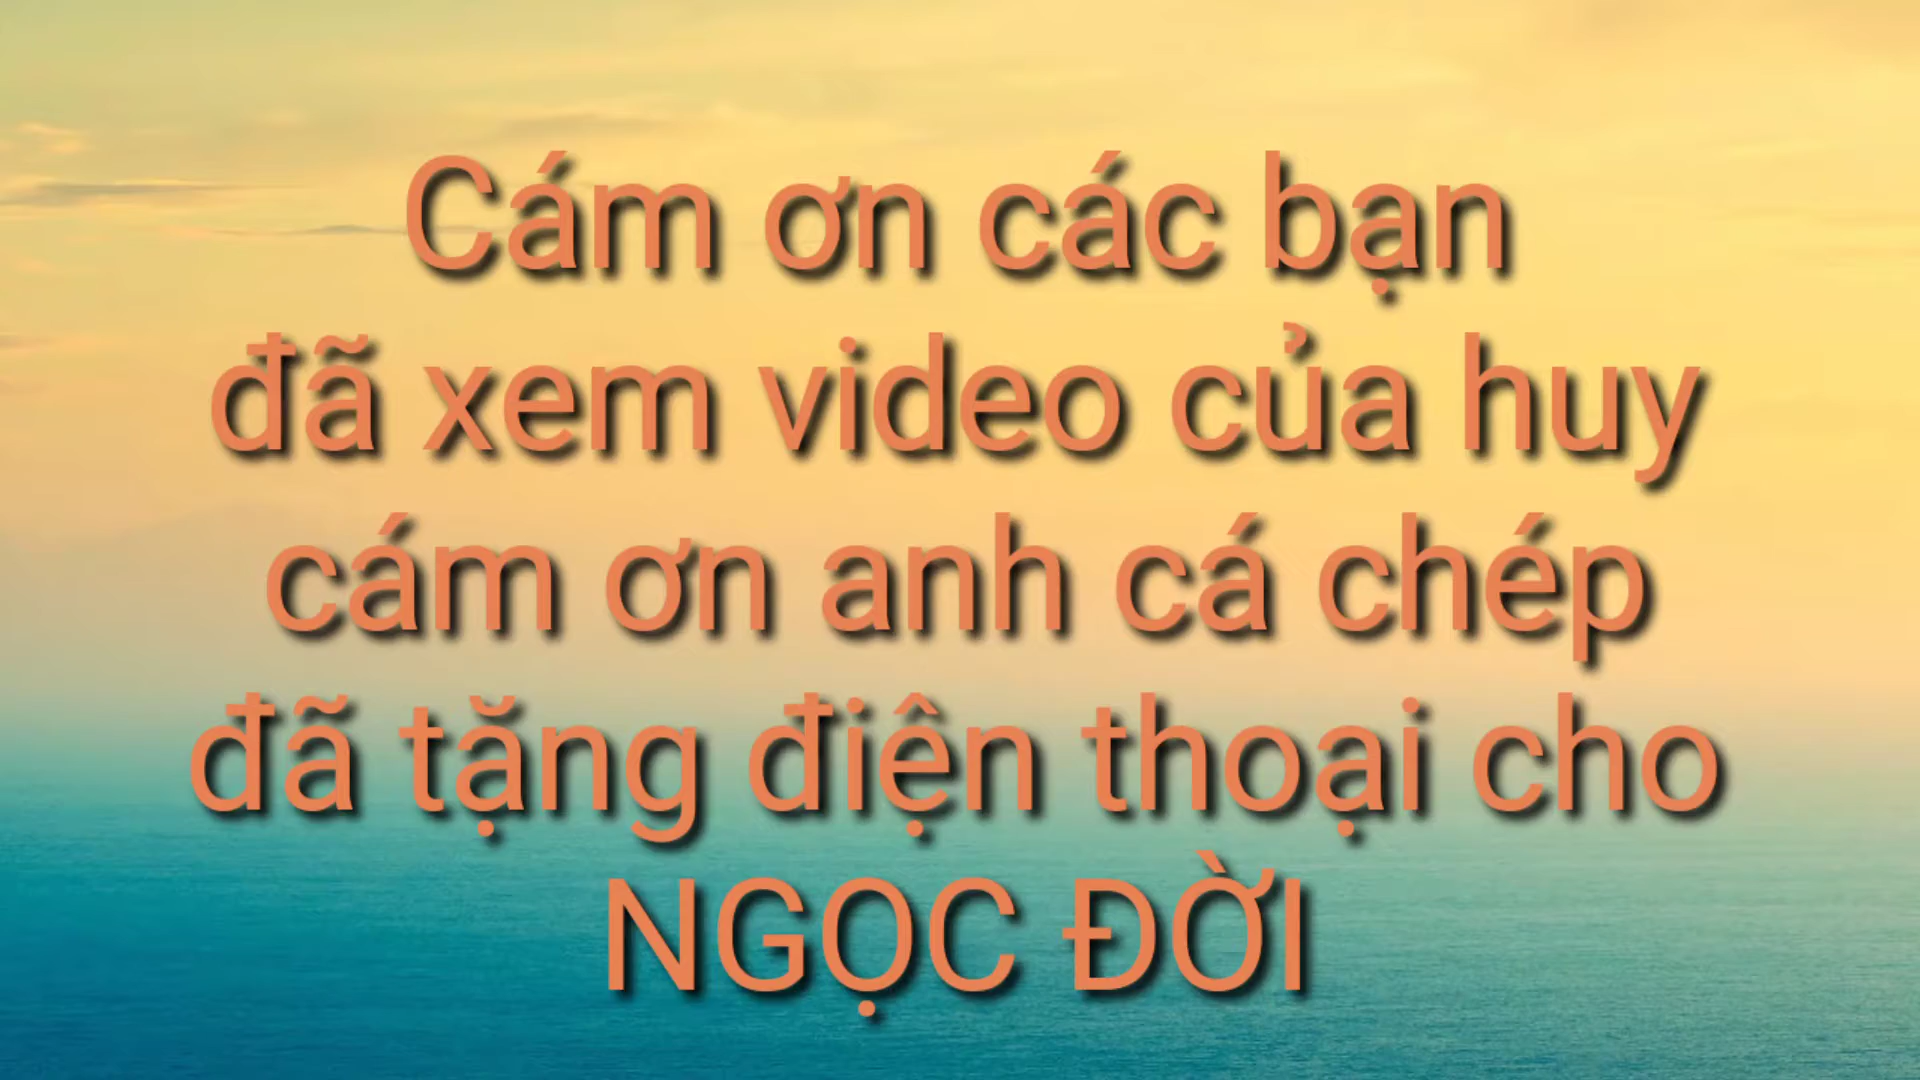 Cám ơn các bạn
đã xem video của huy
cám ơn anh cá chép
đã tặng điện thoại cho
NGỌC ĐỜI